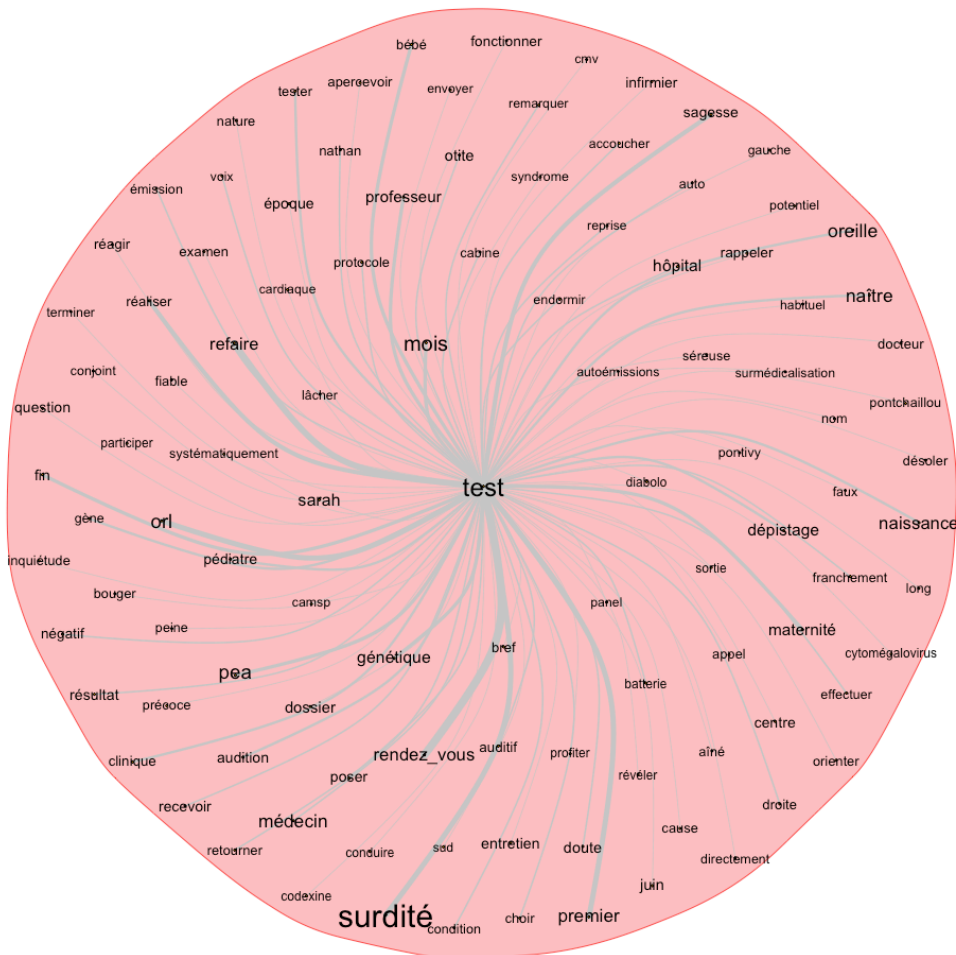 bébé
fonctionner
cmv
apercevoir
infirmier
tester
envoyer
remarquer
sagesse
nature
accoucher
nathan
otite
gauche
voix
syndrome
auto
émission
professeur
époque
potentiel
reprise
oreille
réagir
examen
cabine
rappeler
protocole
hôpital
cardiaque
naître
réaliser
endormir
habituel
terminer
refaire
mois
docteur
séreuse
conjoint
fiable
autoémissions
surmédicalisation
lâcher
pontchaillou
question
nom
participer
systématiquement
pontivy
désoler
fin
diabolo
test
faux
sarah
gène
orl
dépistage
naissance
inquiétude
pédiatre
sortie
franchement
long
bouger
camsp
panel
négatif
peine
maternité
bref
génétique
appel
cytomégalovirus
pea
batterie
résultat
précoce
effectuer
dossier
centre
clinique
audition
rendez_vous
auditif
profiter
aîné
orienter
poser
révéler
recevoir
droite
médecin
cause
retourner
conduire
sud
entretien
doute
directement
juin
codexine
surdité
condition
choir
premier